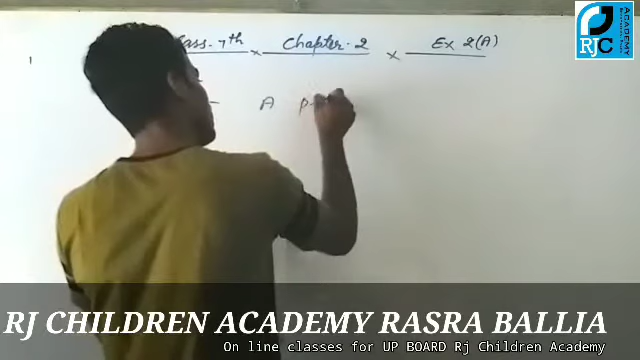 Class-7th × Chapter-2 × Ex 2(A)
A
RJC
ACADEMY
RJ CHILDREN ACADEMY RASRA BALLIA
On line classes for UP BOARD Rj Children Academy